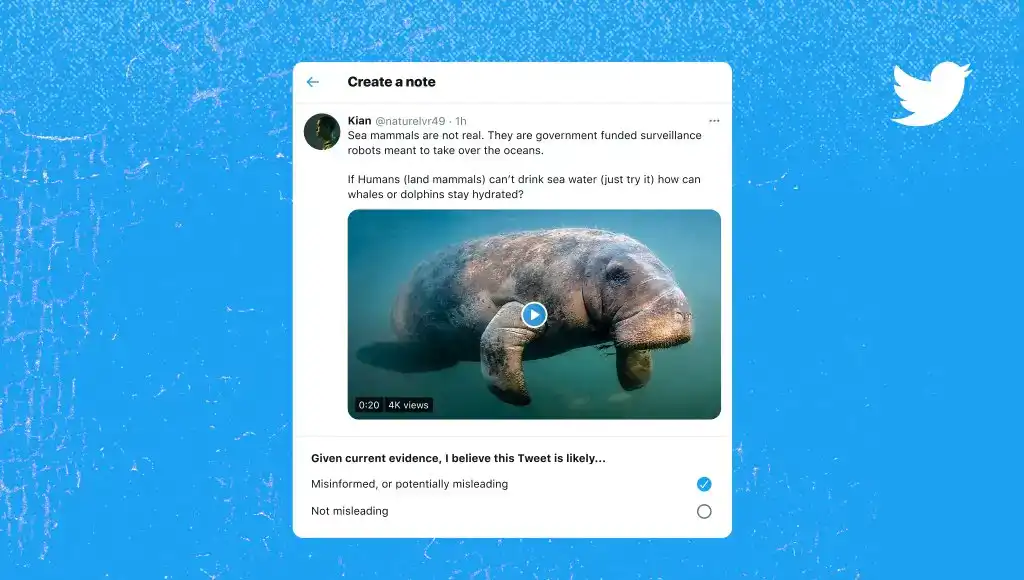 Create a note
Kian @naturelvr49 · 1h
Sea mammals are not real. They are government funded surveillance
robots meant to take over the oceans.
If Humans (land mammals) can't drink sea water (just try it) how can
whales or dolphins stay hydrated?
0:20 4K views
Given current evidence, I believe this Tweet is likely...
Misinformed, or potentially misleading
Not misleading